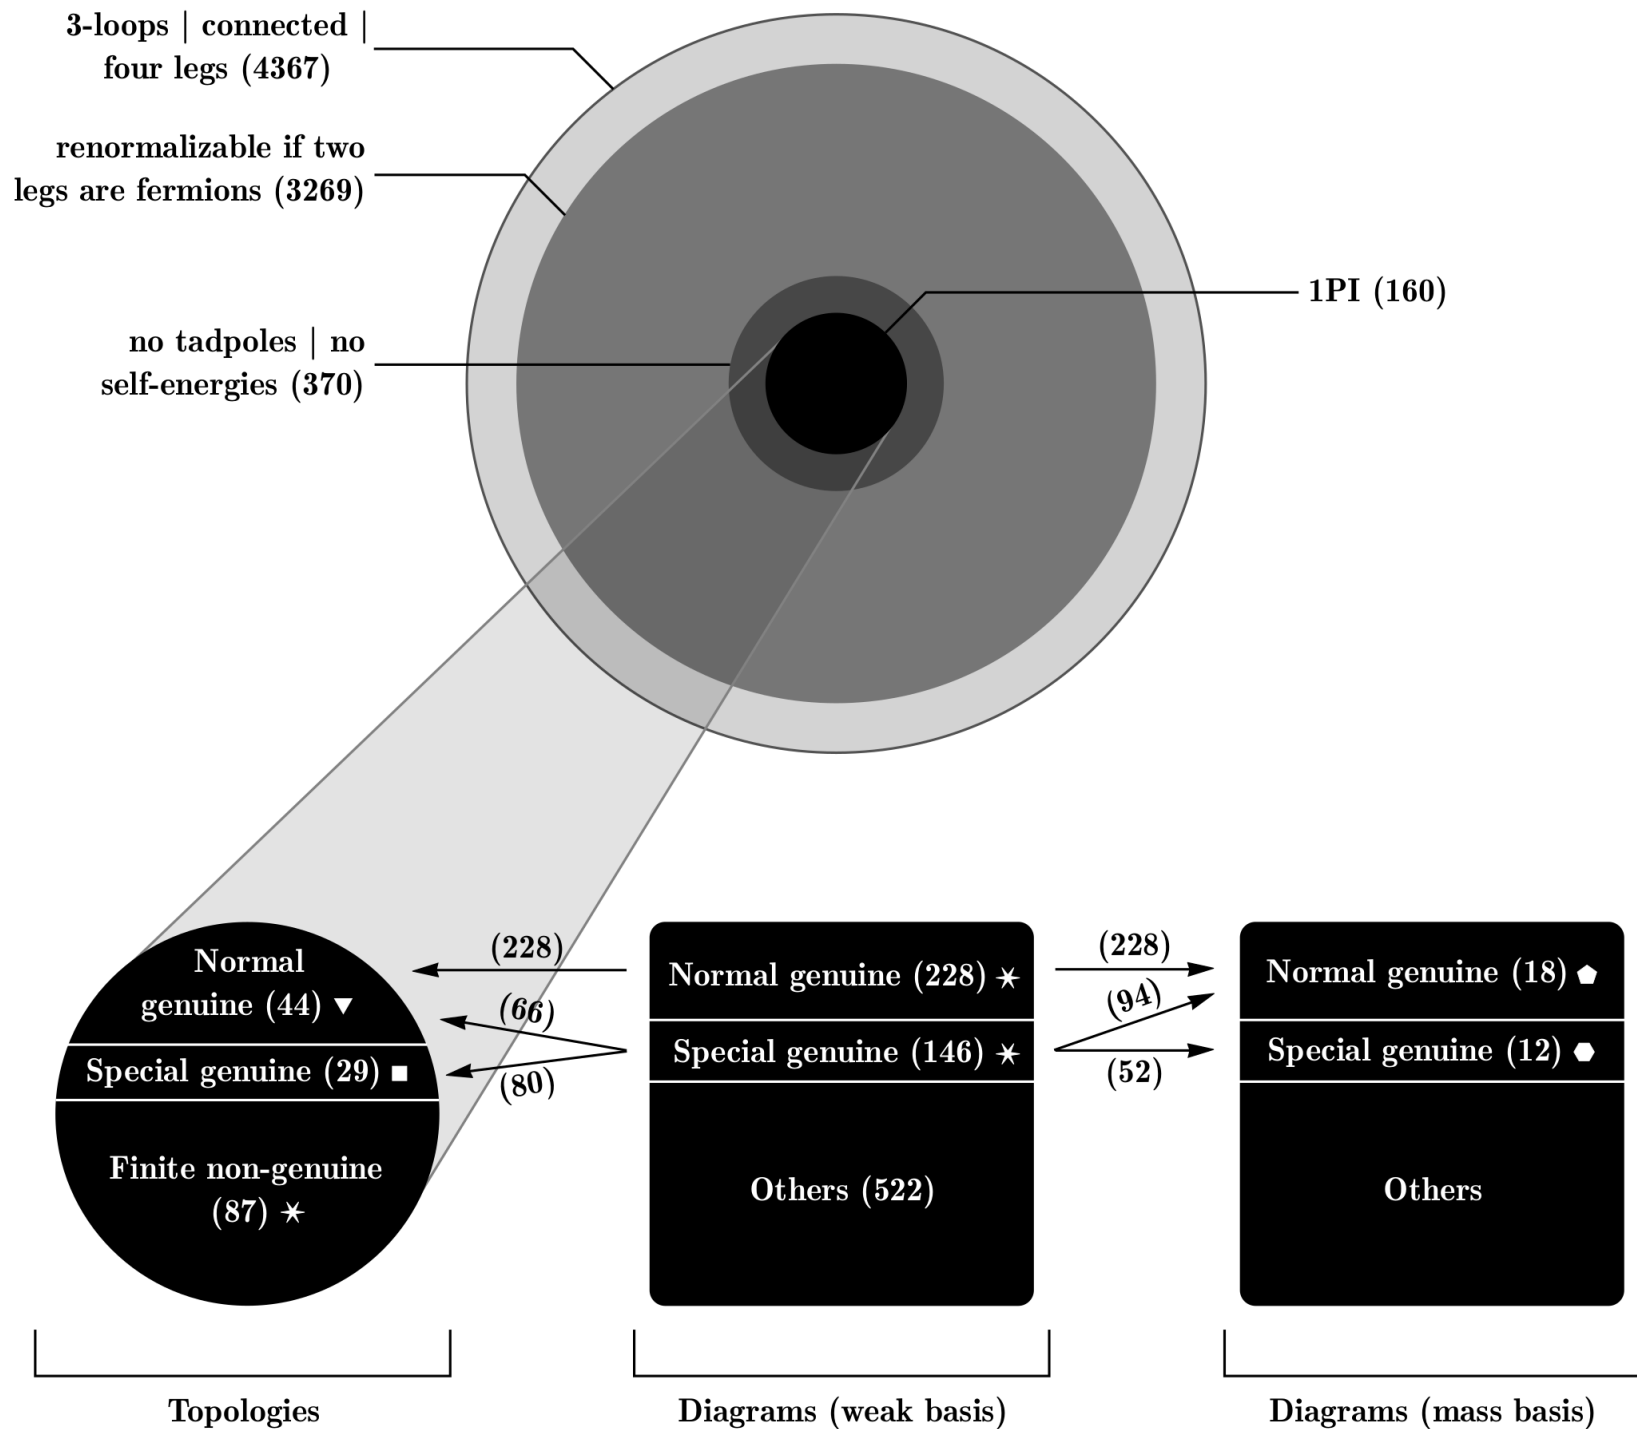 3-loops | connected |
four legs (4367)
renormalizable if two
legs are fermions (3269)
1PI (160)
no tadpoles | no
self-energies (370)
Normal
genuine (44) ▼
Special genuine (29) ■
Finite non-genuine
(87) ✶
(228)
(66)
(80)
Normal genuine (228) ✶
Special genuine (146) ✶
Others (522)
(228)
(94)
(52)
Normal genuine (18) ⬟
Special genuine (12) ⬣
Others
Topologies
Diagrams (weak basis)
Diagrams (mass basis)